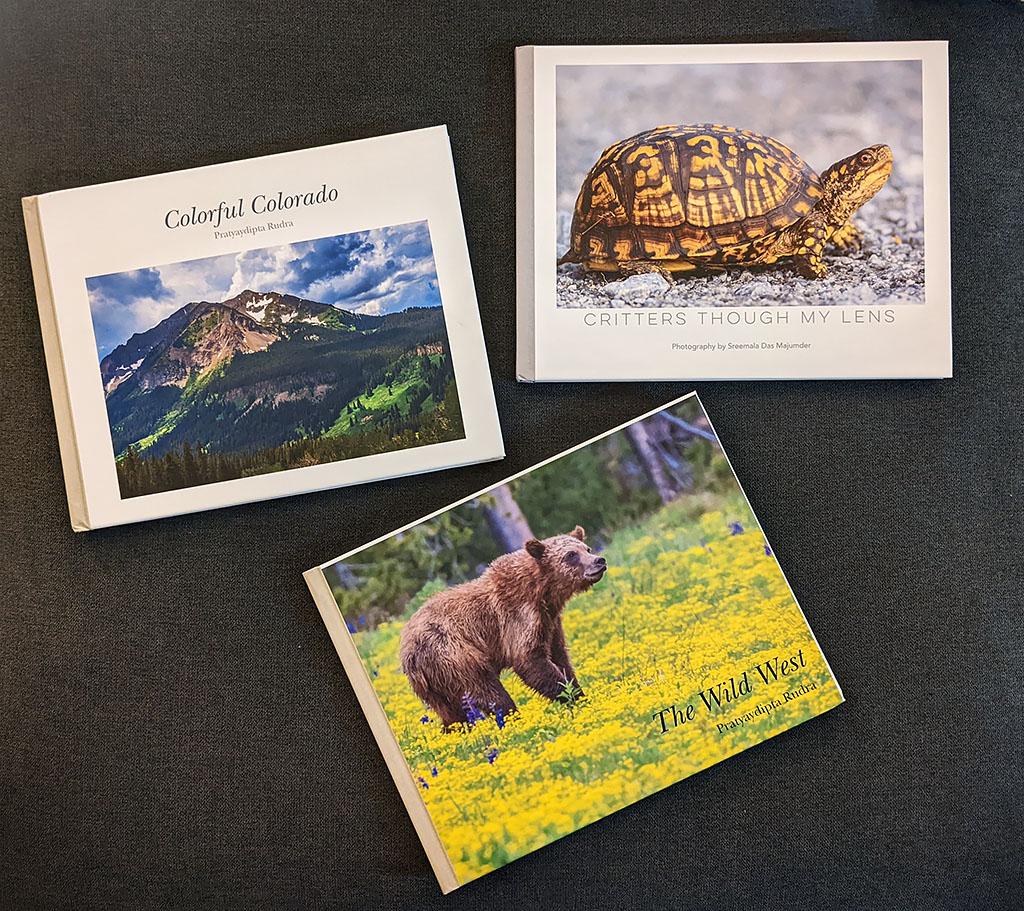 Colorful Colorado
Pratyaydipta Rudra
CRITTERS THOUGH MY LENS
Photography by Sreemala Das Majumder
The Wild West
Pratyaydipta Rudra